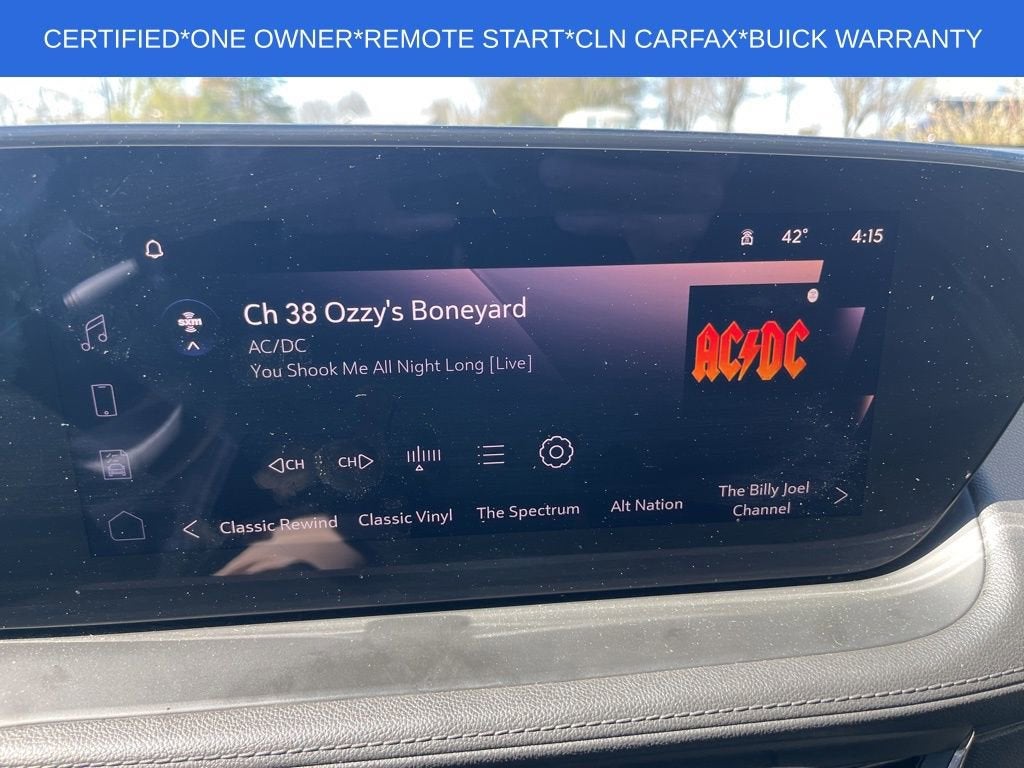 CERTIFIED*ONE OWNER*REMOTE START*CLN CARFAX*BUICK WARRANTY
42° 4:15
sxm
Ch 38 Ozzy's Boneyard
AC/DC
You Shook Me All Night Long [Live]
AC DC
CH CH
Classic Rewind Classic Vinyl The Spectrum Alt Nation The Billy Joel
Channel